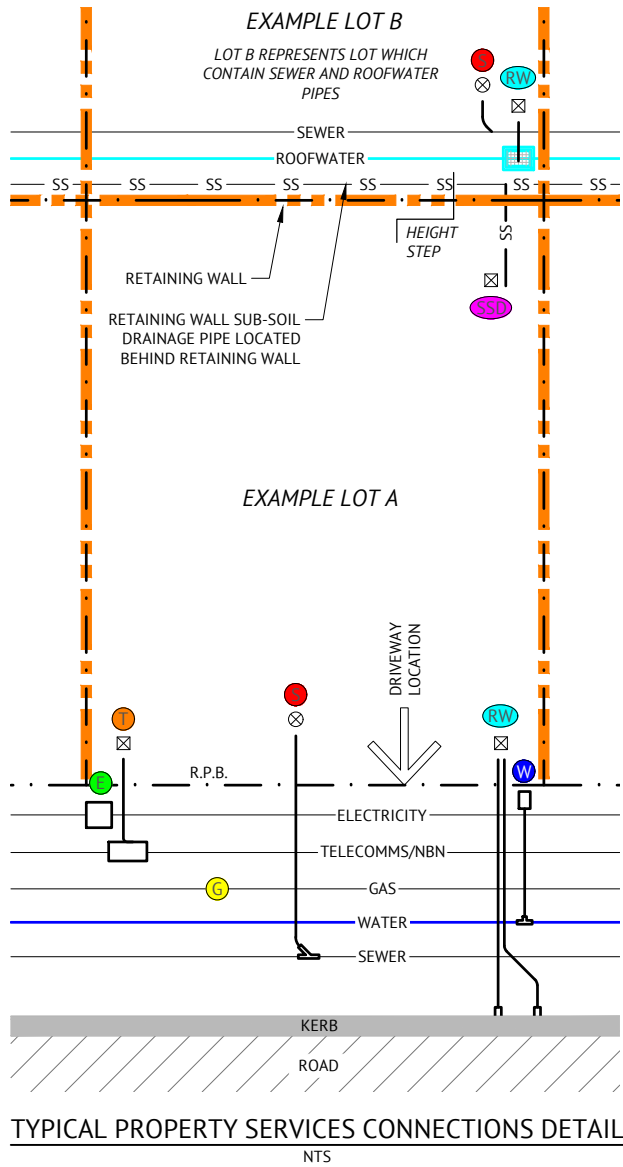 EXAMPLE LOT B
LOT B REPRESENTS LOT WHICH
CONTAIN SEWER AND ROOFWATER
PIPES
S
RW
SEWER
ROOFWATER
SS SS SS SS SS SS SS SS
HEIGHT
STEP
SS
RETAINING WALL
SSD
RETAINING WALL SUB-SOIL
DRAINAGE PIPE LOCATED
BEHIND RETAINING WALL
EXAMPLE LOT A
DRIVEWAY
LOCATION
S
T
RW
R.P.B.
W
E
ELECTRICITY
TELECOMMS/NBN
G
GAS
WATER
SEWER
KERB
ROAD
TYPICAL PROPERTY SERVICES CONNECTIONS DETAIL
NTS